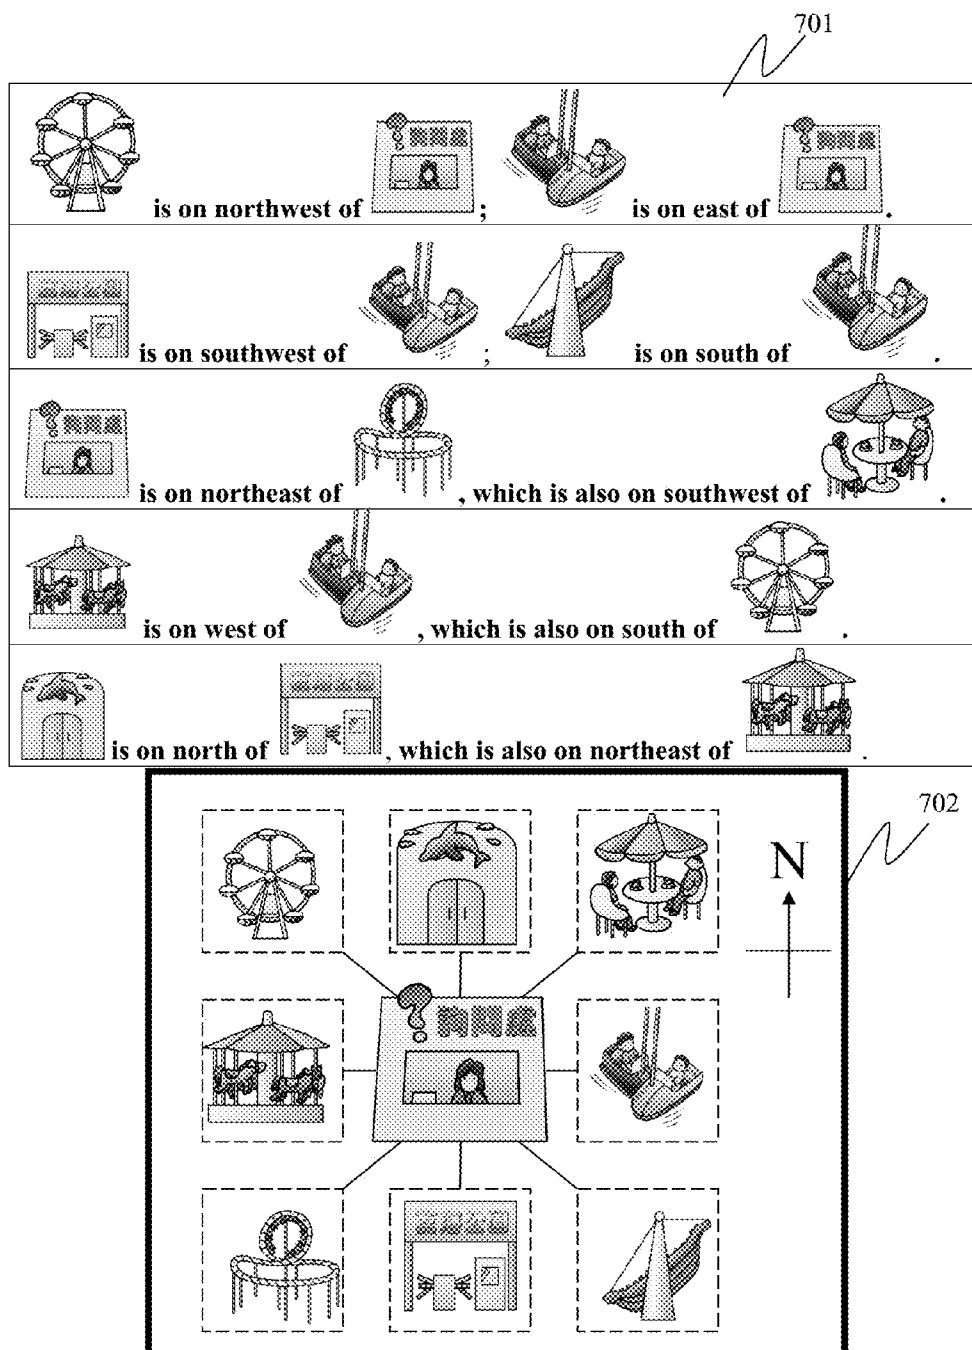 701
is on northwest of ; is on east of .
is on southwest of ; is on south of .
is on northeast of , which is also on southwest of .
is on west of , which is also on south of .
is on north of , which is also on northeast of .
702
N